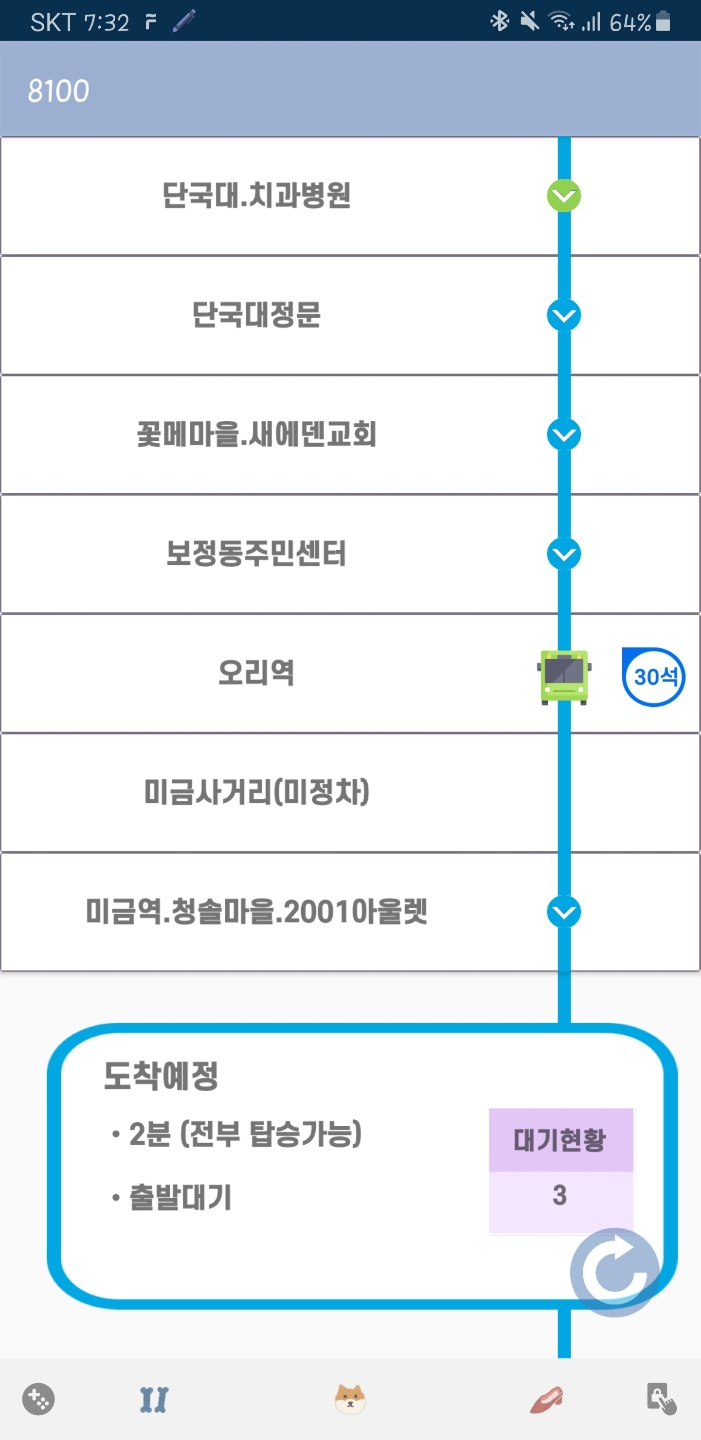 SKT 7:32
64%
8100
단국대.치과병원
단국대정문
꽃메마을.새에덴교회
보정동주민센터
오리역
30석
미금사거리(미정차)
미금역.청솔마을.2001아울렛
도착예정
• 2분 (전부 탑승가능)
대기현황
• 출발대기
3